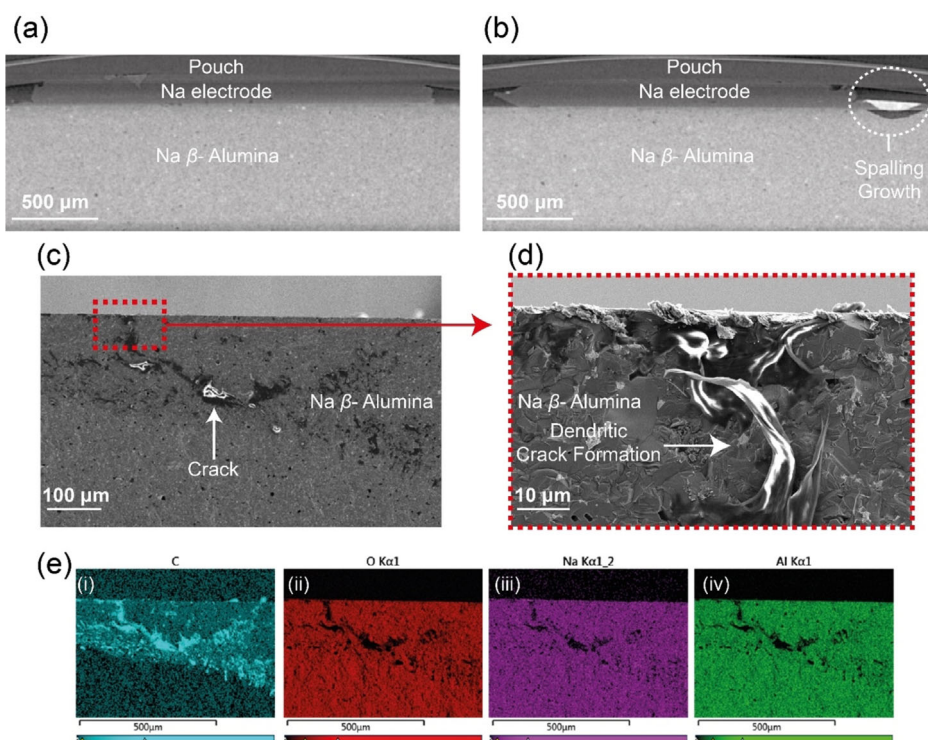 (a)
Pouch
Na electrode
Na β- Alumina
500 µm
(b)
Pouch
Na electrode
Na β- Alumina
Spalling
Growth
500 µm
(c)
Na β- Alumina
Crack
100 µm
(d)
Na β- Alumina
Dendritic
Crack Formation
10 µm
(e)
C
(i)
500µm
O Kα1
(ii)
500µm
Na Kα1_2
(iii)
500µm
Al Kα1
(iv)
500µm